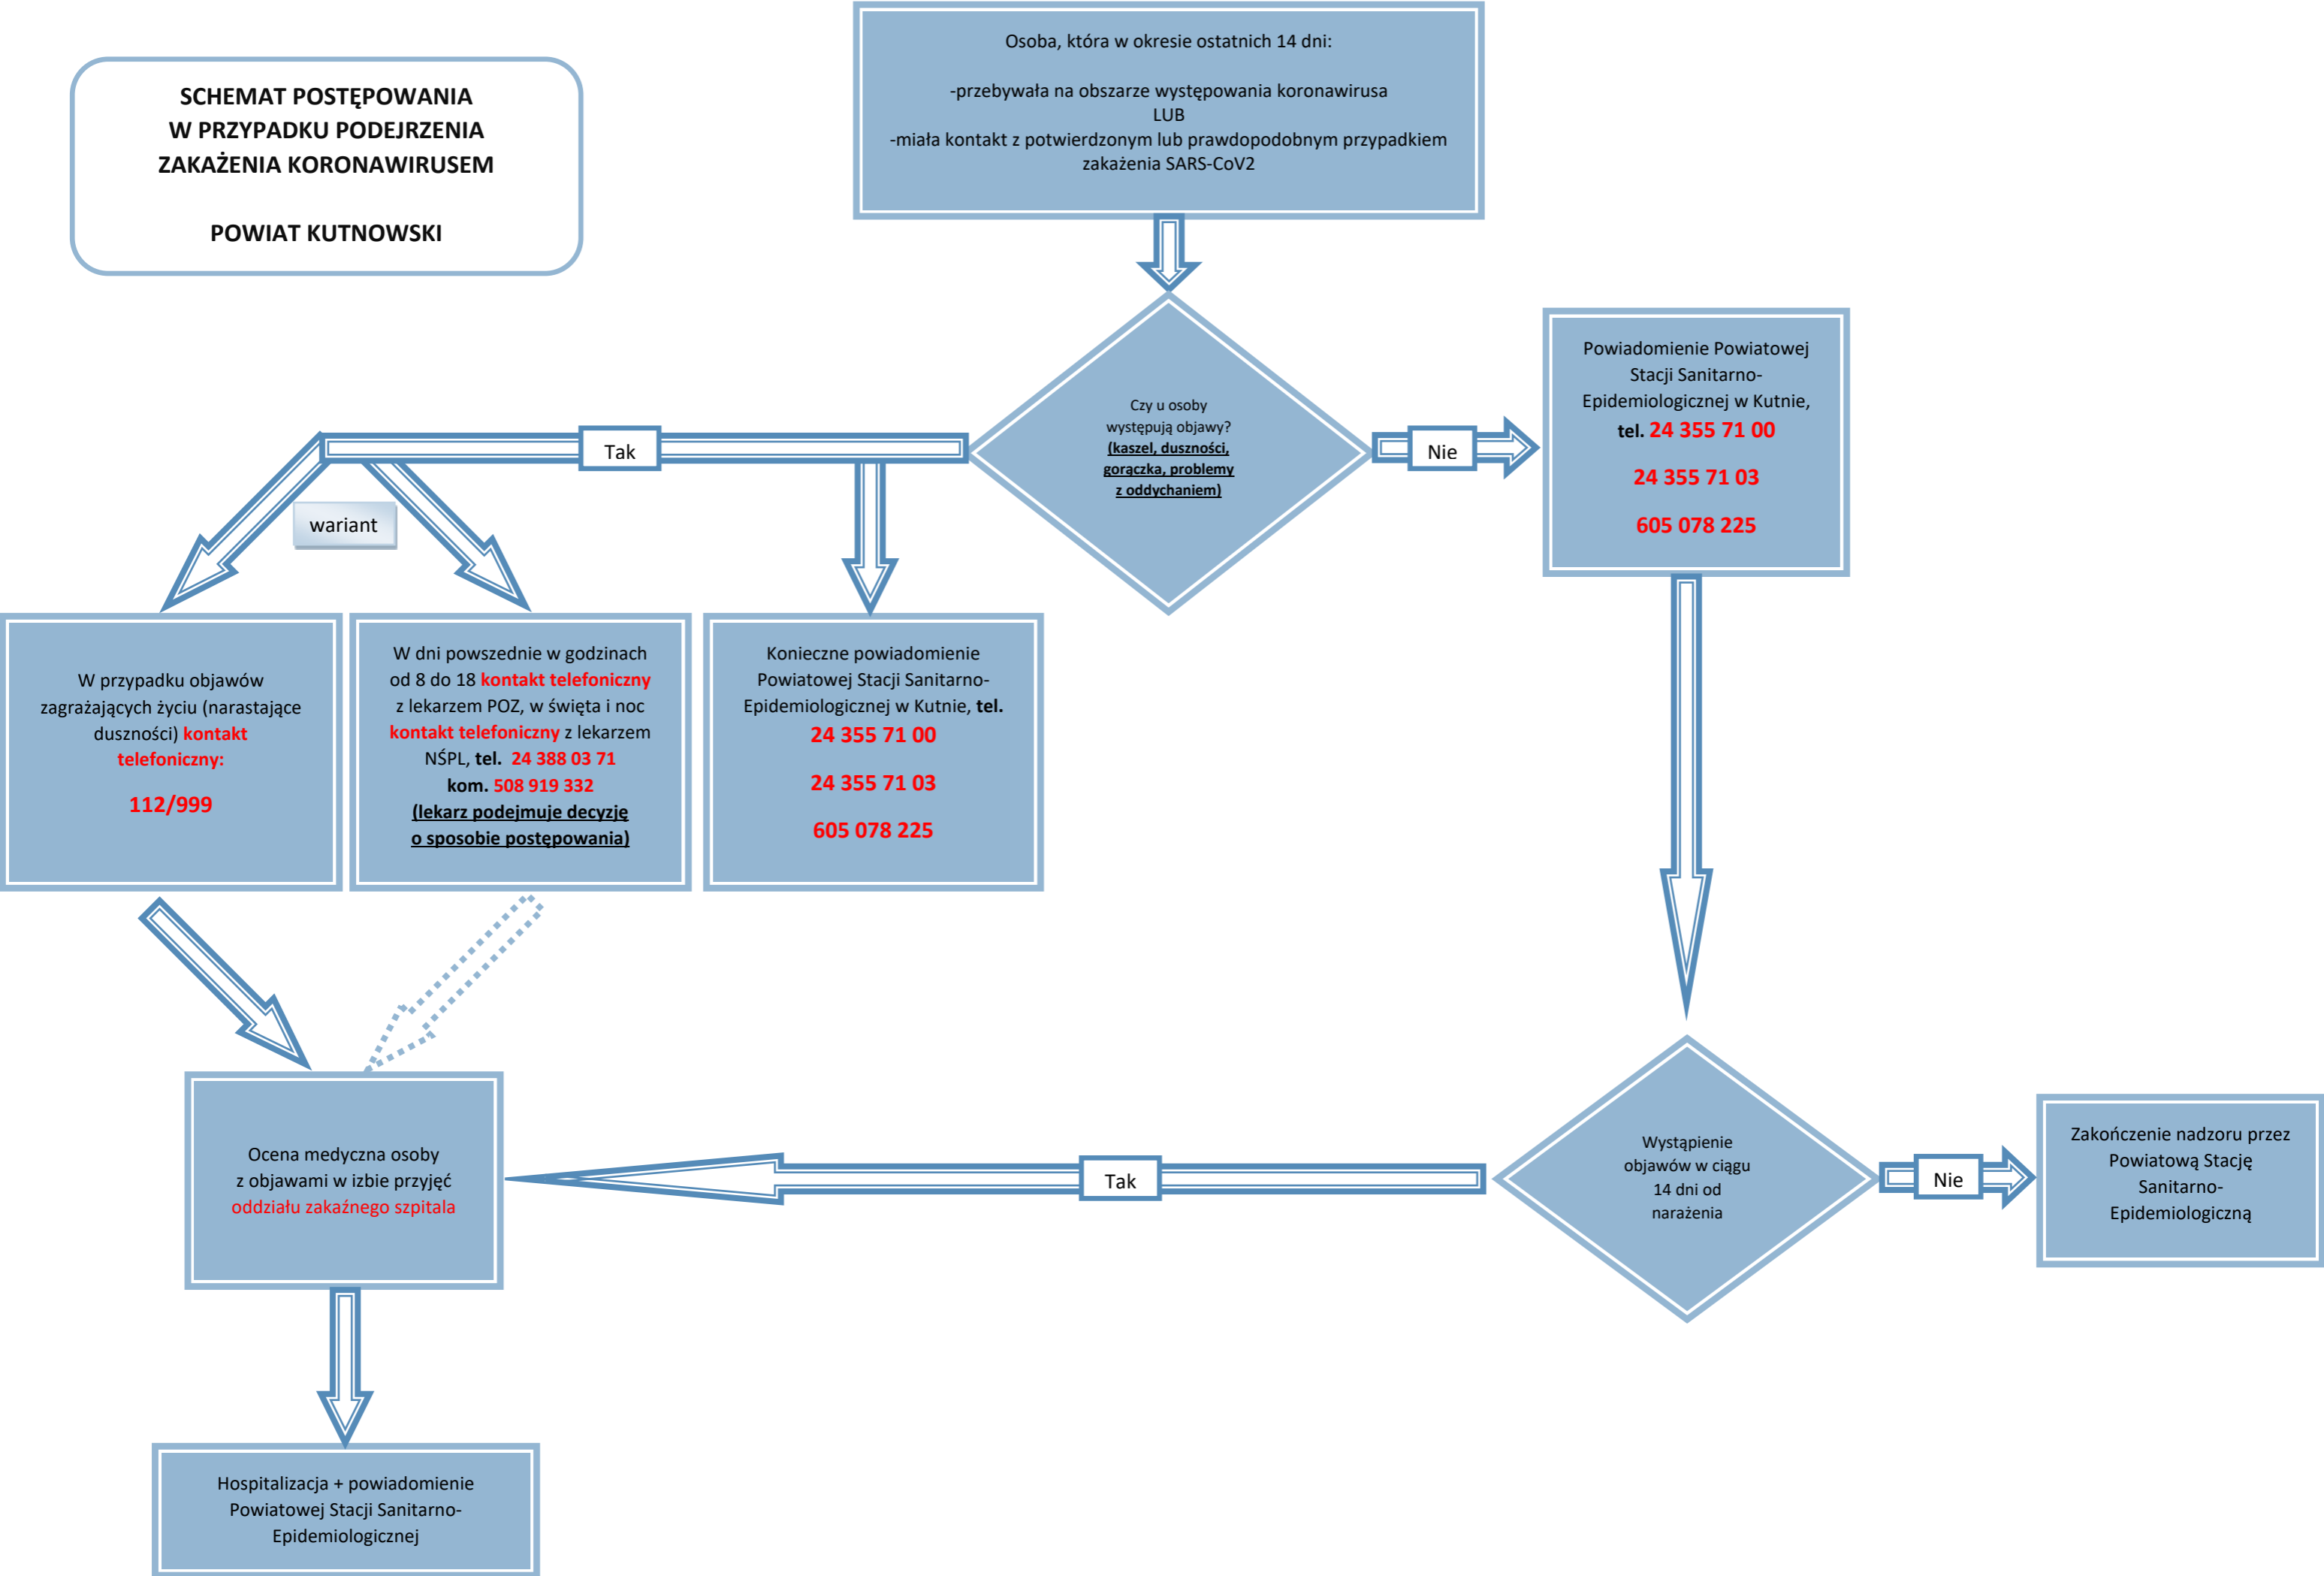 SCHEMAT POSTĘPOWANIA
W PRZYPADKU PODEJRZENIA
ZAKAŻENIA KORONAWIRUSEM
POWIAT KUTNOWSKI
Osoba, która w okresie ostatnich 14 dni:
-przebywała na obszarze występowania koronawirusa
LUB
-miała kontakt z potwierdzonym lub prawdopodobnym przypadkiem
zakażenia SARS-CoV2
Czy u osoby
występują objawy?
(kaszel, duszności,
gorączka, problemy
z oddychaniem)
Tak
Nie
Powiadomienie Powiatowej
Stacji Sanitarno-
Epidemiologicznej w Kutnie,
tel. 24 355 71 00
24 355 71 03
605 078 225
wariant
W przypadku objawów
zagrażających życiu (narastające
duszności) kontakt
telefoniczny:
112/999
W dni powszednie w godzinach
od 8 do 18 kontakt telefoniczny
z lekarzem POZ, w święta i noc
kontakt telefoniczny z lekarzem
NŚPL, tel. 24 388 03 71
kom. 508 919 332
(lekarz podejmuje decyzję
o sposobie postępowania)
Konieczne powiadomienie
Powiatowej Stacji Sanitarno-
Epidemiologicznej w Kutnie, tel.
24 355 71 00
24 355 71 03
605 078 225
Ocena medyczna osoby
z objawami w izbie przyjęć
oddziału zakaźnego szpitala
Tak
Wystąpienie
objawów w ciągu
14 dni od
narażenia
Nie
Zakończenie nadzoru przez
Powiatową Stację
Sanitarno-
Epidemiologiczną
Hospitalizacja + powiadomienie
Powiatowej Stacji Sanitarno-
Epidemiologicznej